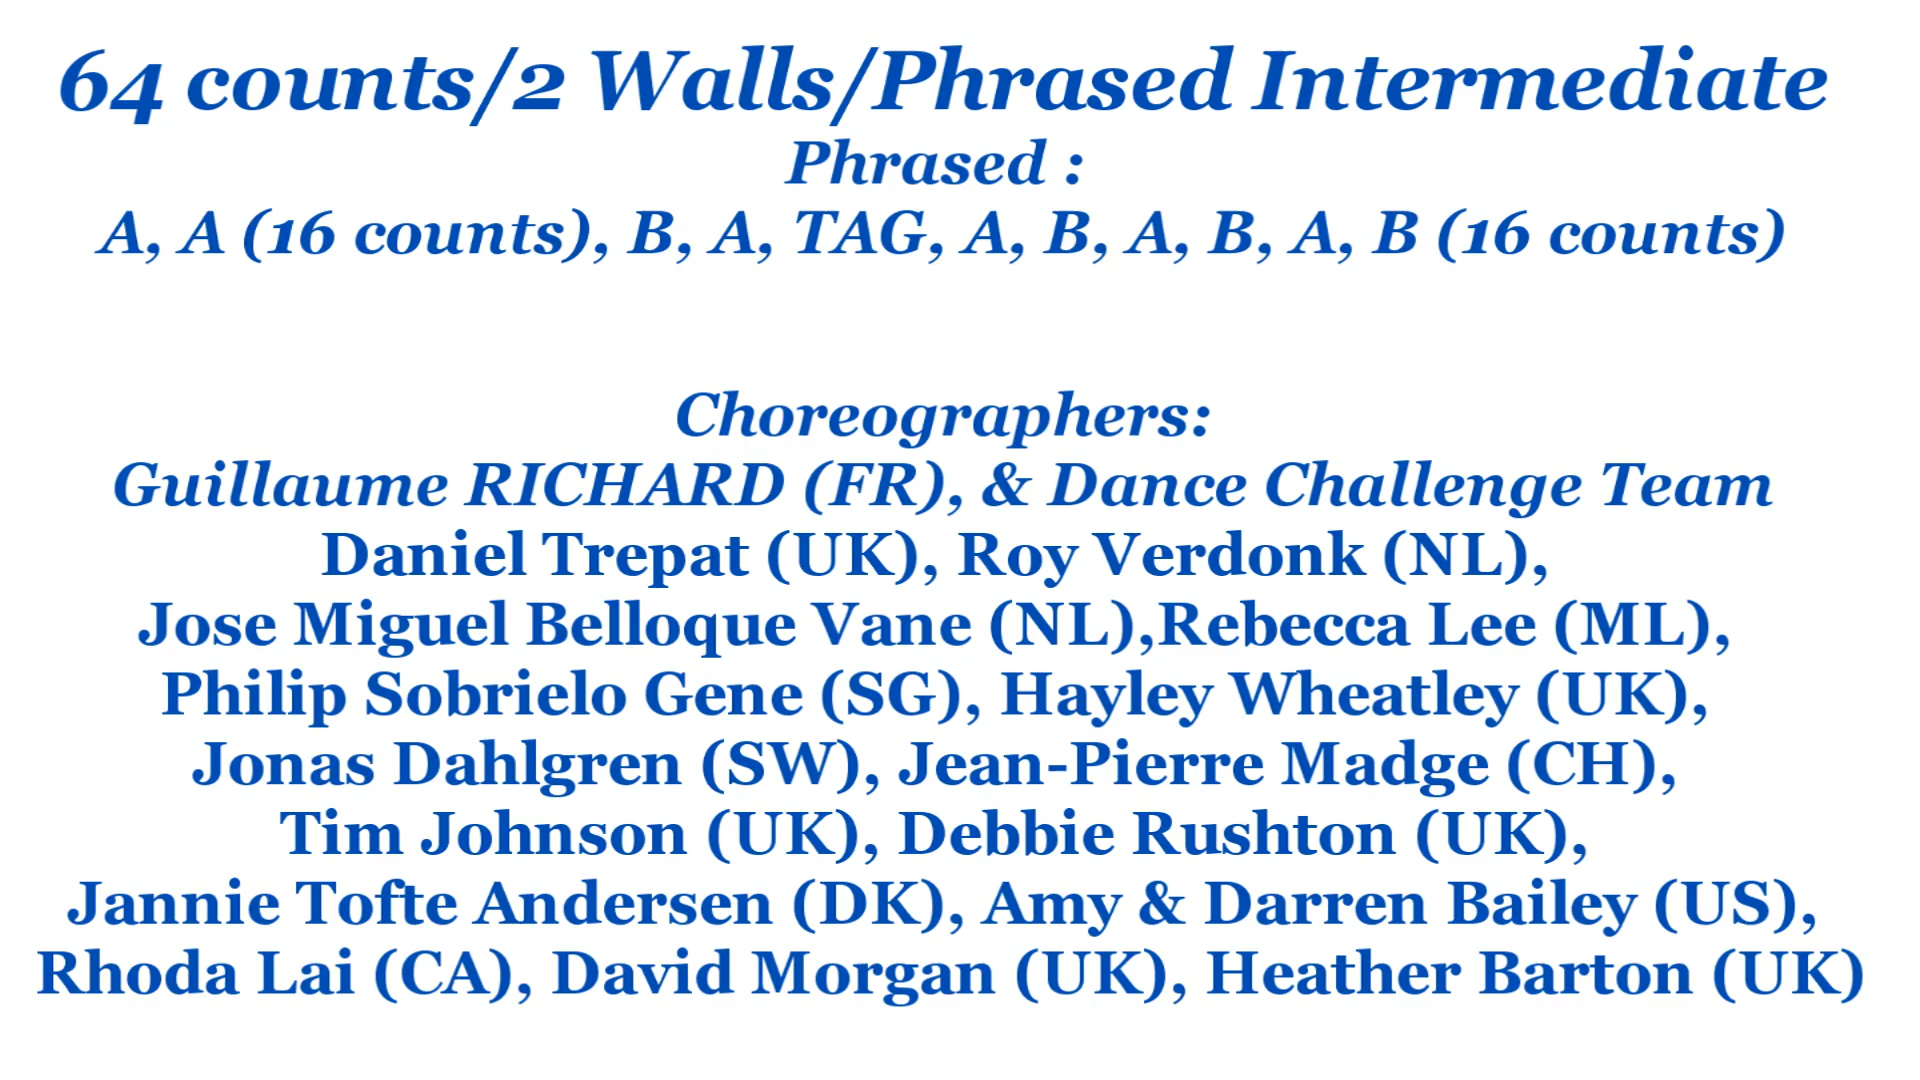 64 counts/2 Walls/Phrased Intermediate
Phrased :
A, A (16 counts), B, A, TAG, A, B, A, B, A, B (16 counts)
Choreographers:
Guillaume RICHARD (FR), & Dance Challenge Team
Daniel Trepat (UK), Roy Verdonk (NL),
Jose Miguel Belloque Vane (NL),Rebecca Lee (ML),
Philip Sobrielo Gene (SG), Hayley Wheatley (UK),
Jonas Dahlgren (SW), Jean-Pierre Madge (CH),
Tim Johnson (UK), Debbie Rushton (UK),
Jannie Tofte Andersen (DK), Amy & Darren Bailey (US),
Rhoda Lai (CA), David Morgan (UK), Heather Barton (UK)